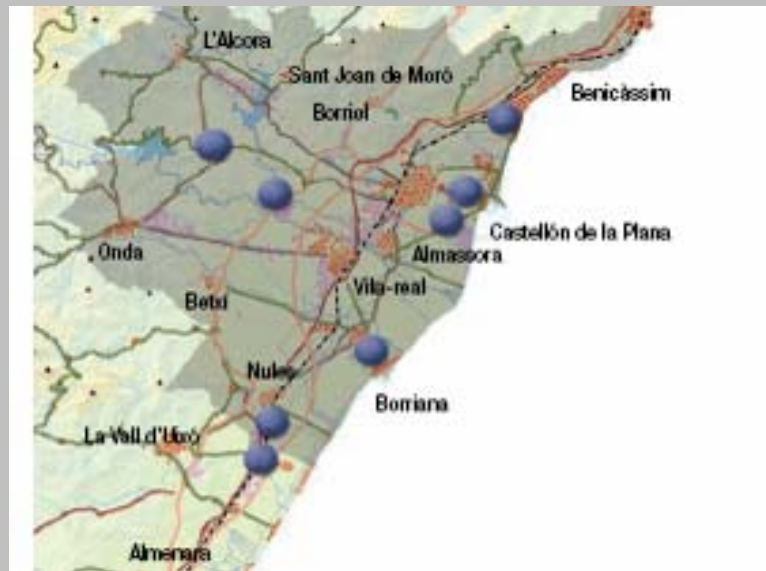 L'Alcora
Sant Joan de Moró
Benicàssim
Borriol
Castellón de la Plana
Onda
Almassora
Vila-real
Betxí
Nules
Borriana
La Vall d'Uixó
Almenara